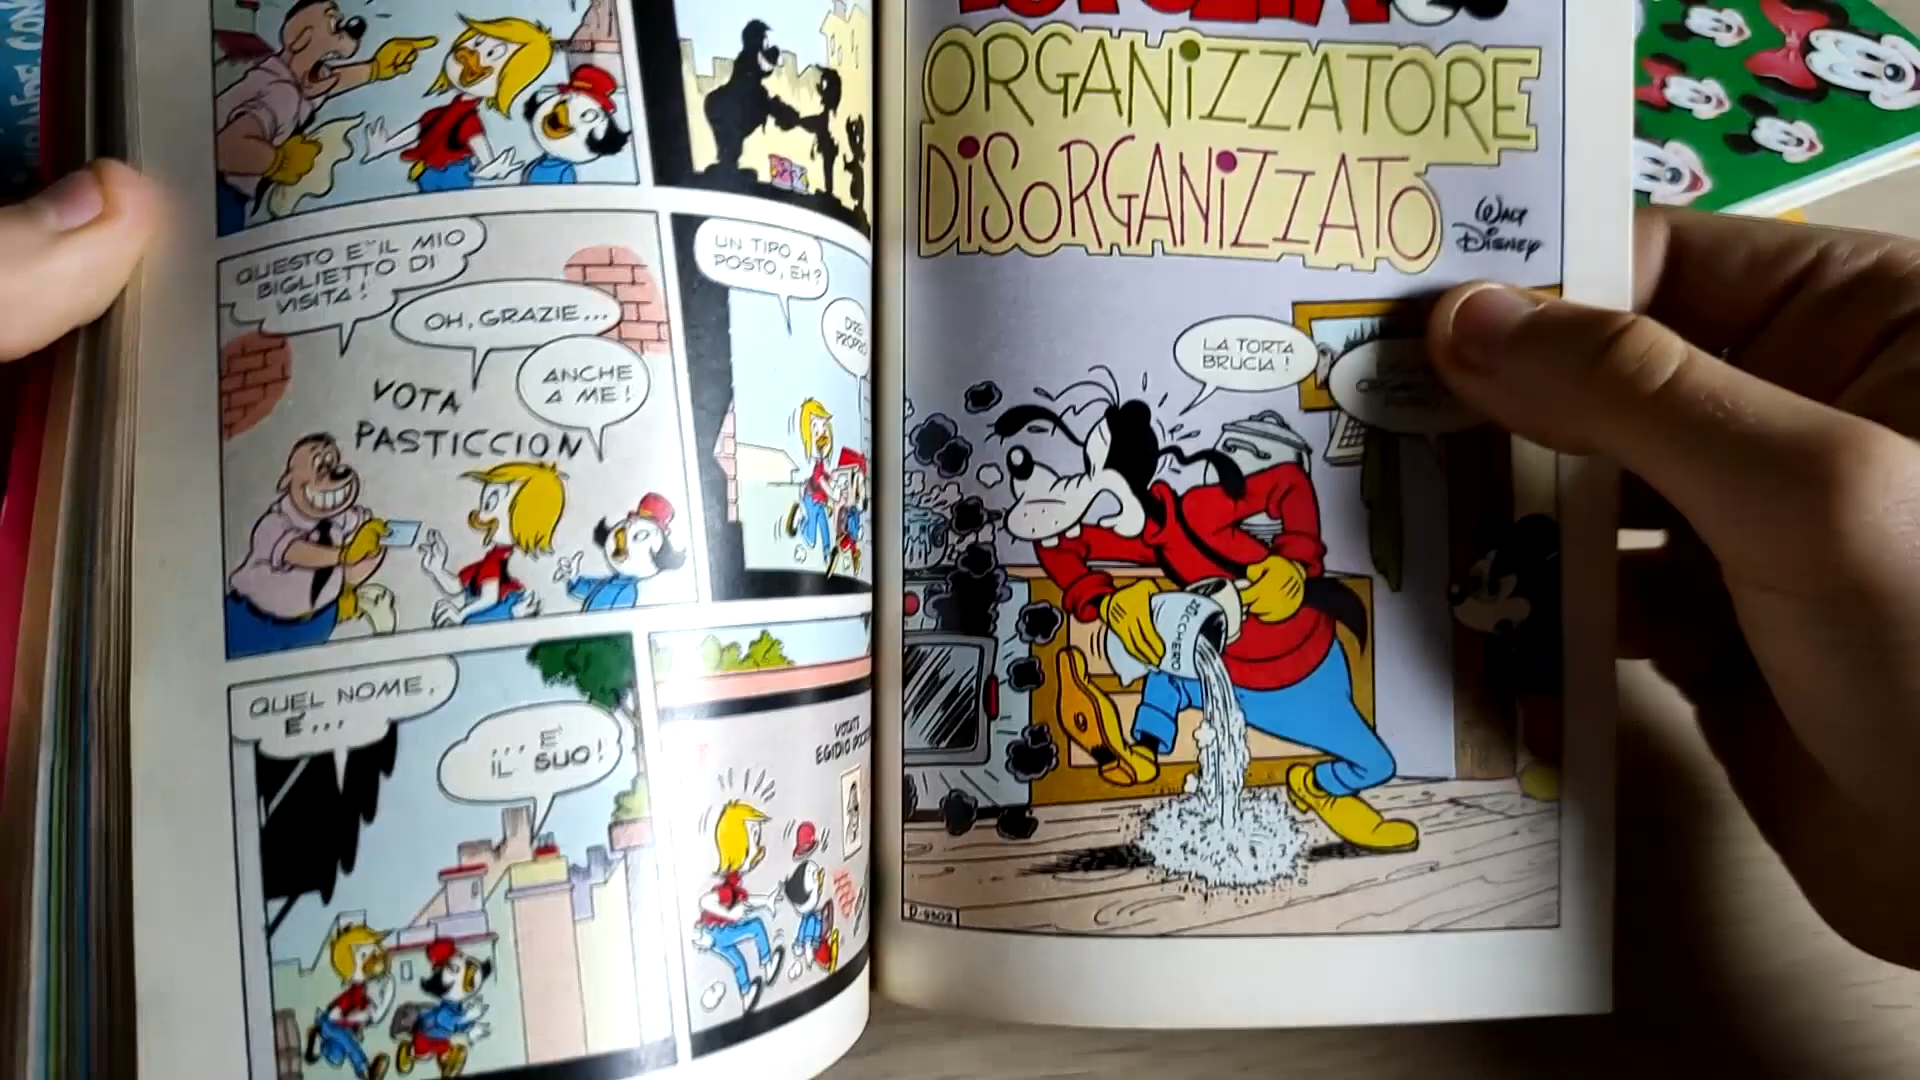 QUESTO E' IL MIO
BIGLIETTO DI
VISITA!
OH, GRAZIE...
ANCHE
A ME!
VOTA
PASTICCION
UN TIPO A
POSTO, EH?
QUEL NOME,
È...
... È
IL SUO!
VOTATE
EGIDIO
ORGANIZZATORE
DISORGANIZZATO
WALT
DISNEY
LA TORTA
BRUCIA!
ZUCCHERO